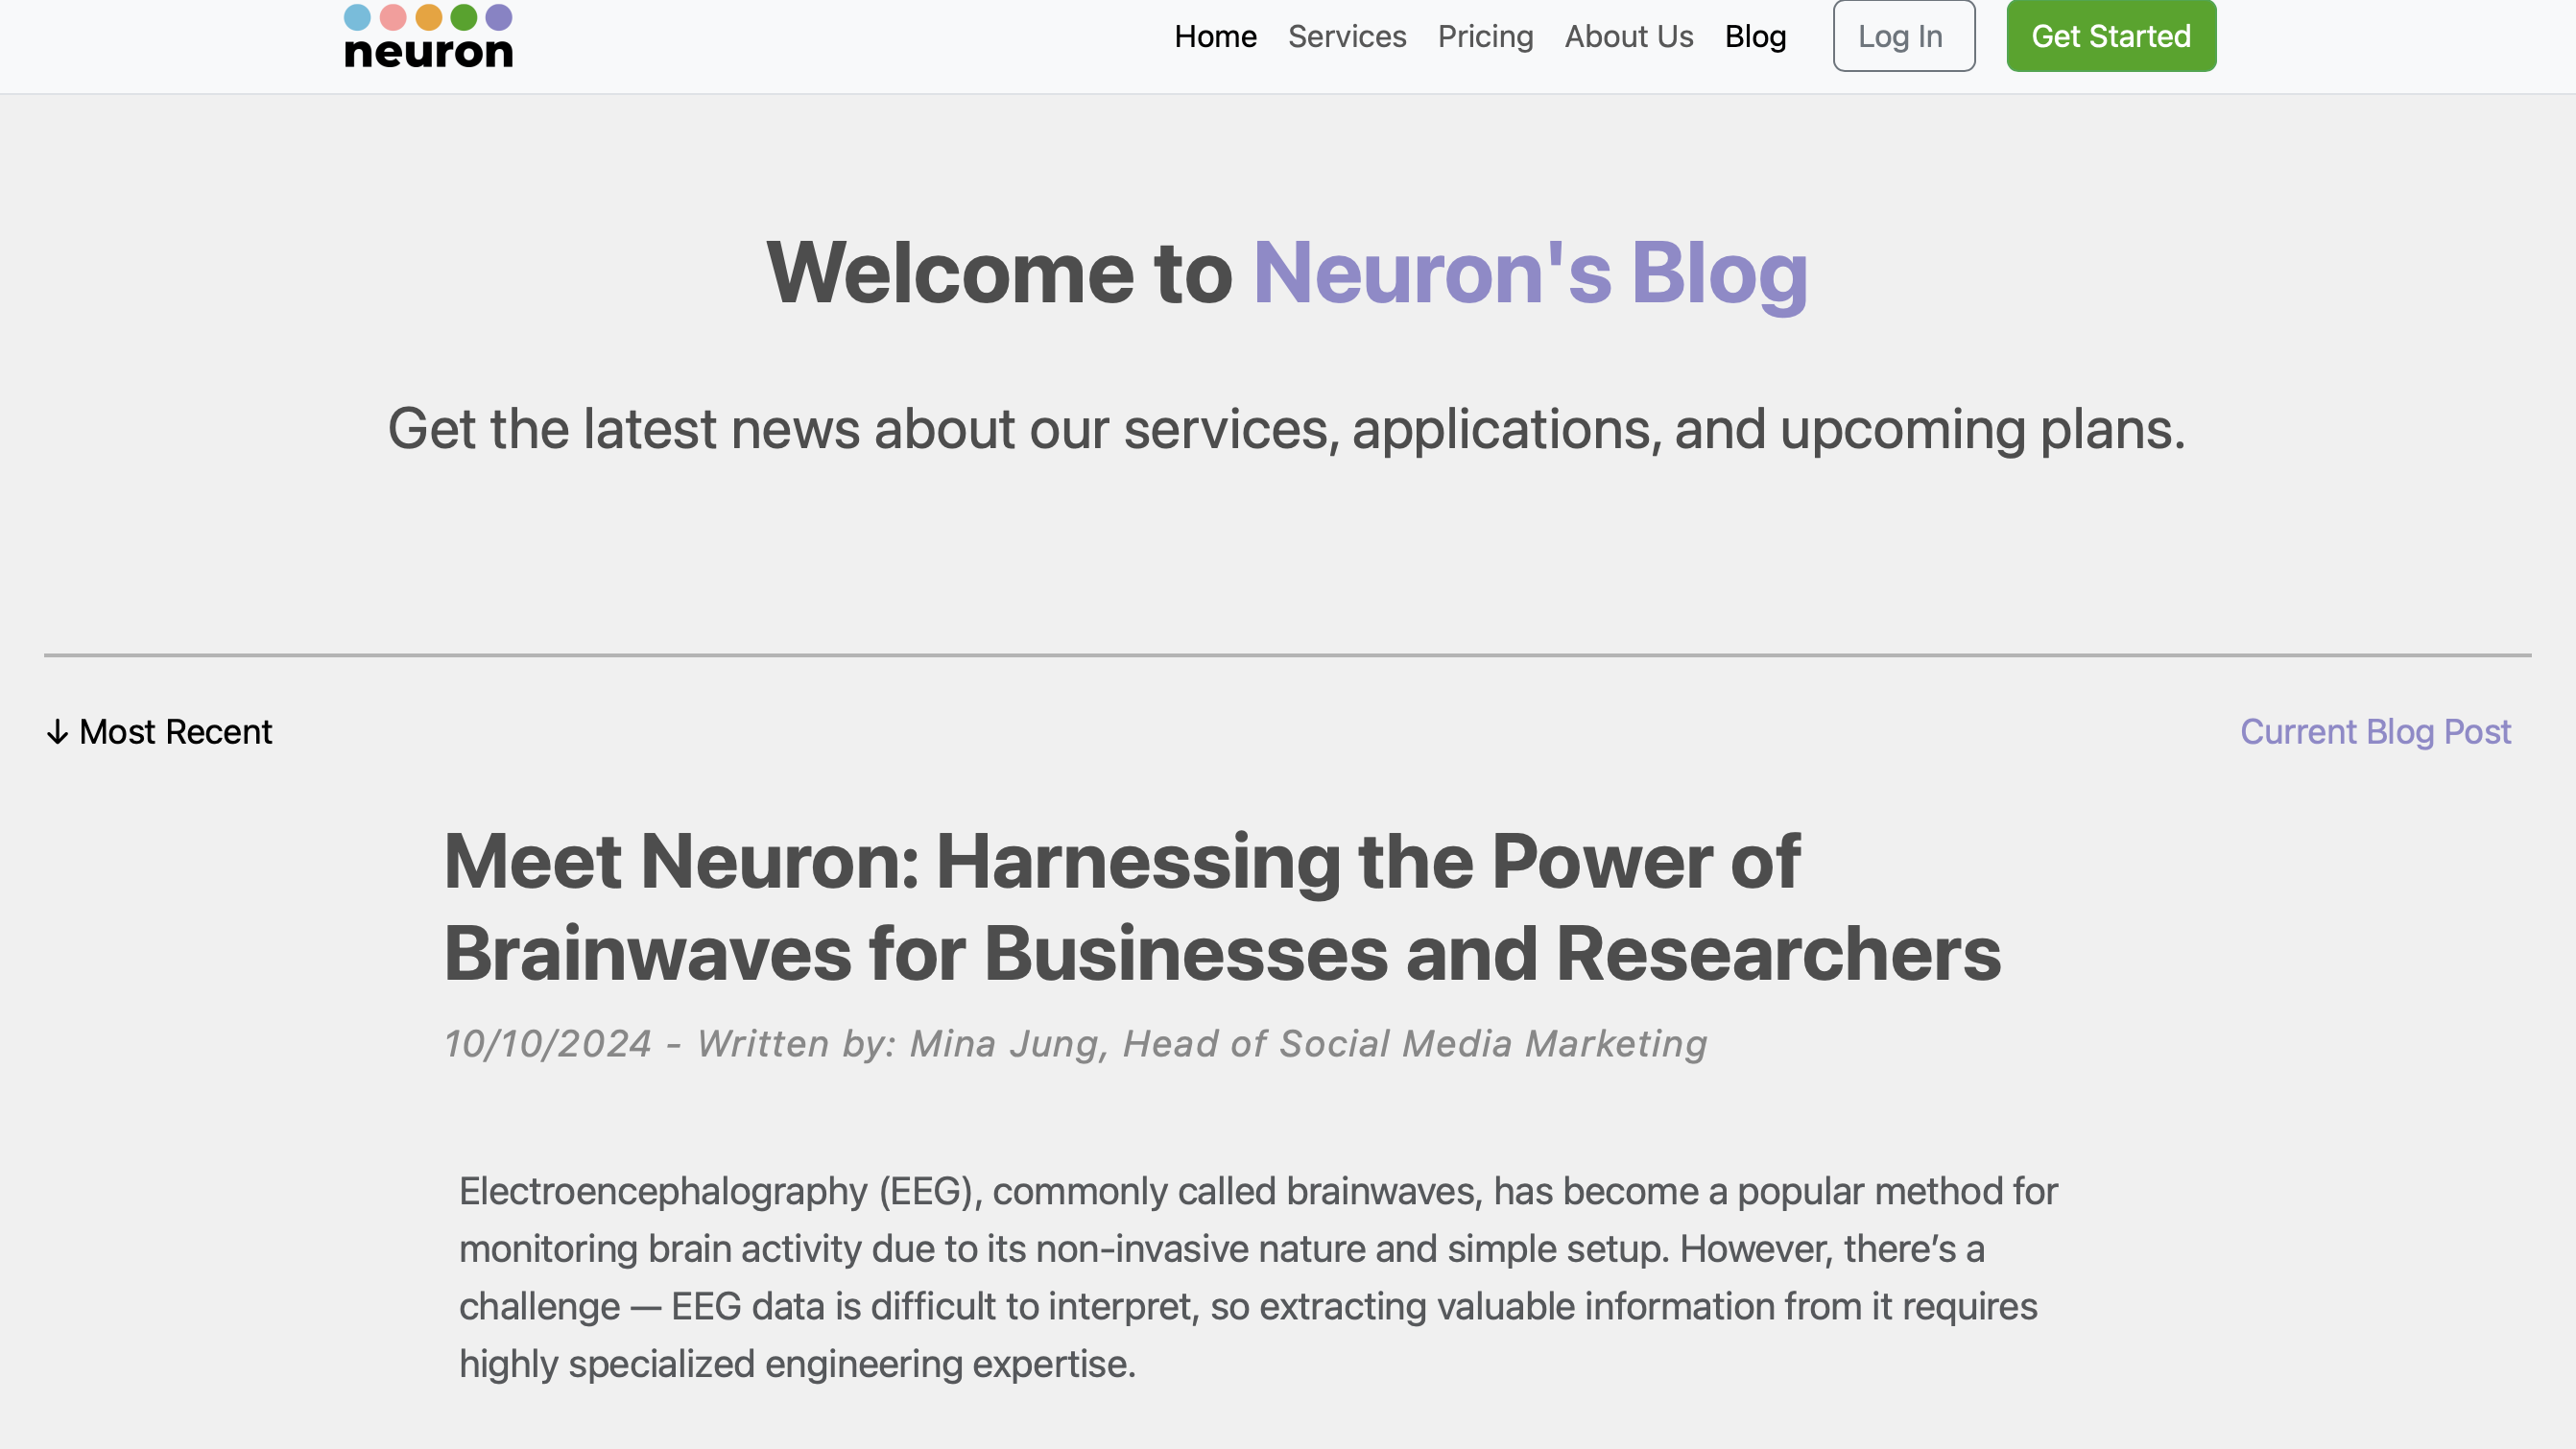 neuron
Home Services Pricing About Us Blog Log In Get Started
Welcome to Neuron's Blog
Get the latest news about our services, applications, and upcoming plans.
↓ Most Recent
Current Blog Post
Meet Neuron: Harnessing the Power of
Brainwaves for Businesses and Researchers
10/10/2024 - Written by: Mina Jung, Head of Social Media Marketing
Electroencephalography (EEG), commonly called brainwaves, has become a popular method for
monitoring brain activity due to its non-invasive nature and simple setup. However, there’s a
challenge — EEG data is difficult to interpret, so extracting valuable information from it requires
highly specialized engineering expertise.